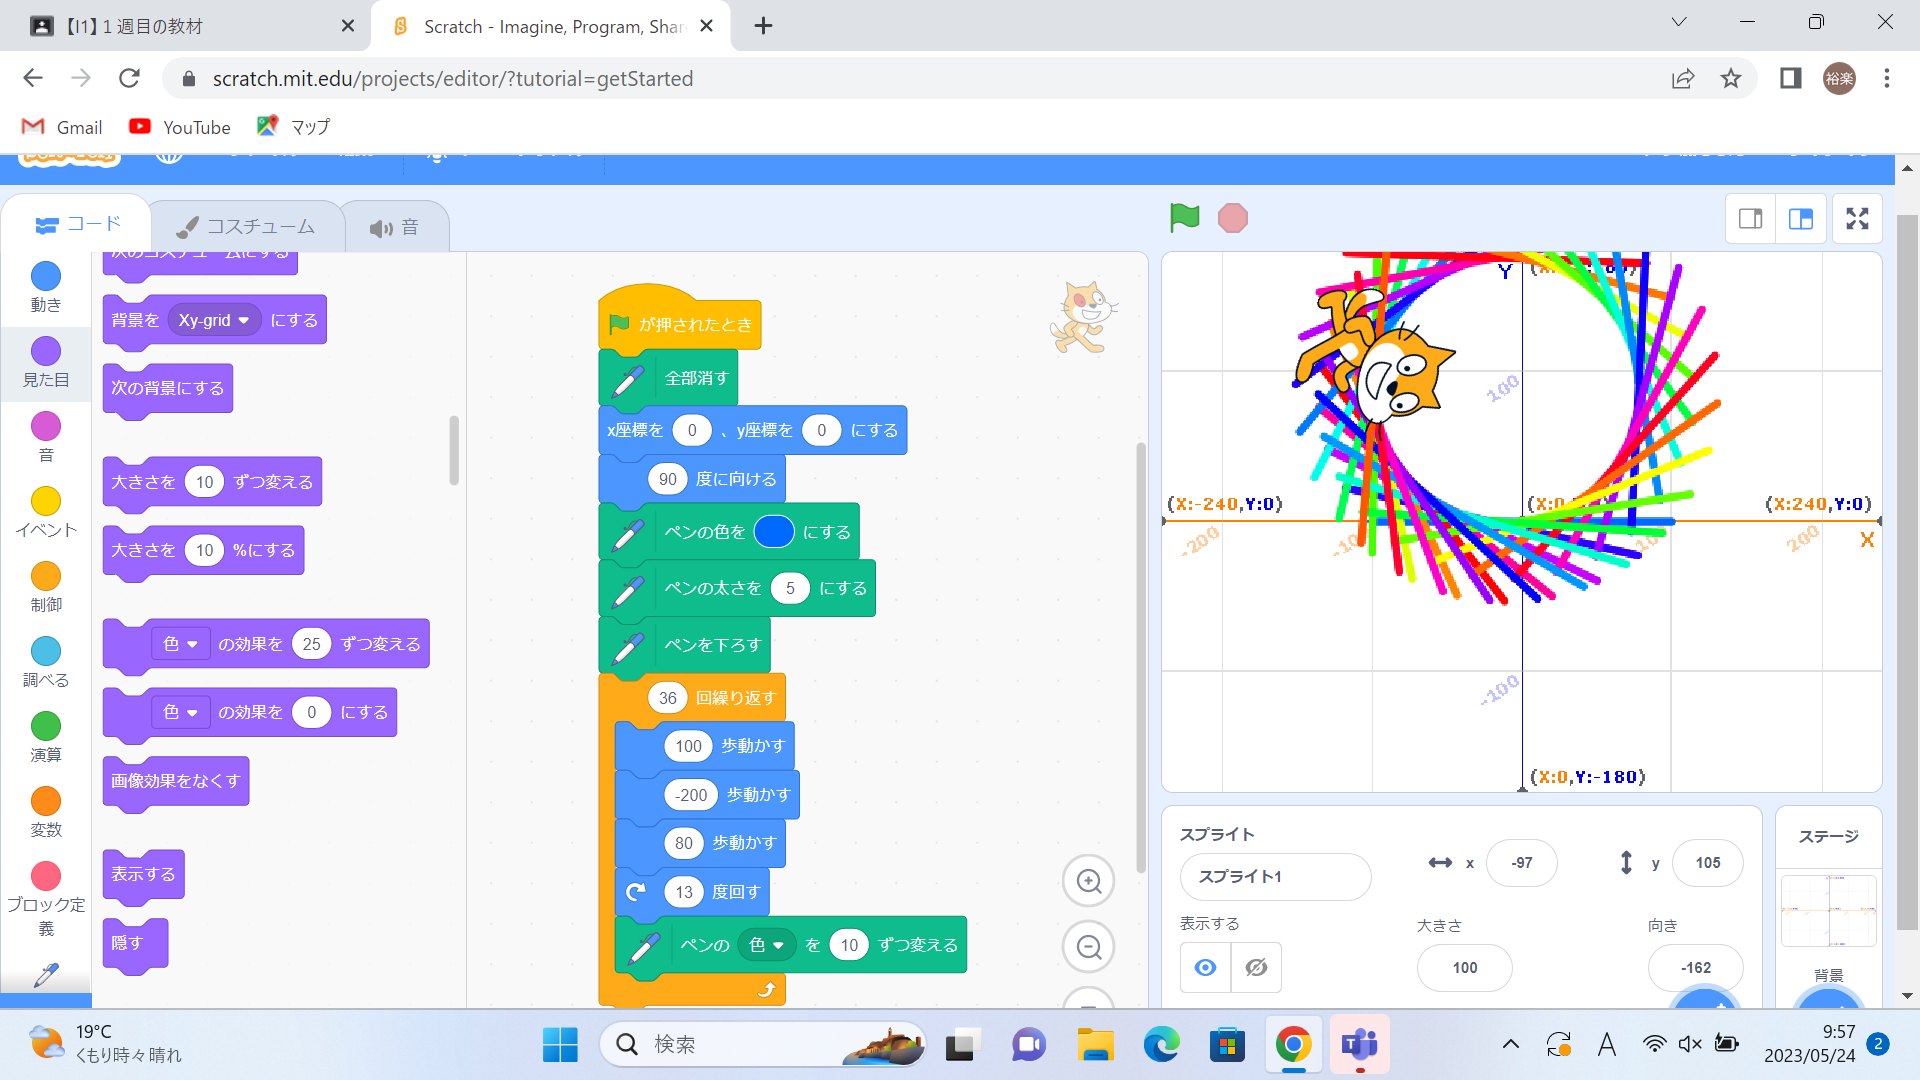 【I1】１週目の教材
Scratch - Imagine, Program, Shar
scratch.mit.edu/projects/editor/?tutorial=getStarted
裕楽
Gmail
YouTube
マップ
コード
コスチューム
音
動き
見た目
音
イベント
制御
調べる
演算
変数
ブロック定
義
次のコスチュームにする
背景を Xy-grid にする
次の背景にする
大きさを 10 ずつ変える
大きさを 10 %にする
色 の効果を 25 ずつ変える
色 の効果を 0 にする
画像効果をなくす
表示する
隠す
が押されたとき
全部消す
x座標を 0 、y座標を 0 にする
90 度に向ける
ペンの色を にする
ペンの太さを 5 にする
ペンを下ろす
36 回繰り返す
100 歩動かす
-200 歩動かす
80 歩動かす
13 度回す
ペンの 色 を 10 ずつ変える
Y
100
(X:-240,Y:0)
(X:0
(X:240,Y:0)
-200
200
X
-100
(X:0,Y:-180)
スプライト
スプライト1
x -97
y 105
表示する
大きさ
100
向き
-162
ステージ
背景
19°C
くもり時々晴れ
検索
A
9:57
2023/05/24
2